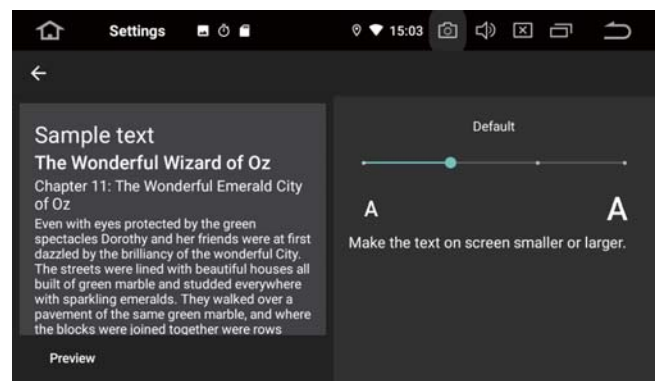 Settings
15:03
Sample text
The Wonderful Wizard of Oz
Chapter 11: The Wonderful Emerald City
of Oz
Even with eyes protected by the green
spectacles Dorothy and her friends were at first
dazzled by the brilliancy of the wonderful City.
The streets were lined with beautiful houses all
built of green marble and studded everywhere
with sparkling emeralds. They walked over a
pavement of the same green marble, and where
the blocks were joined together were rows
Preview
Default
A A
Make the text on screen smaller or larger.